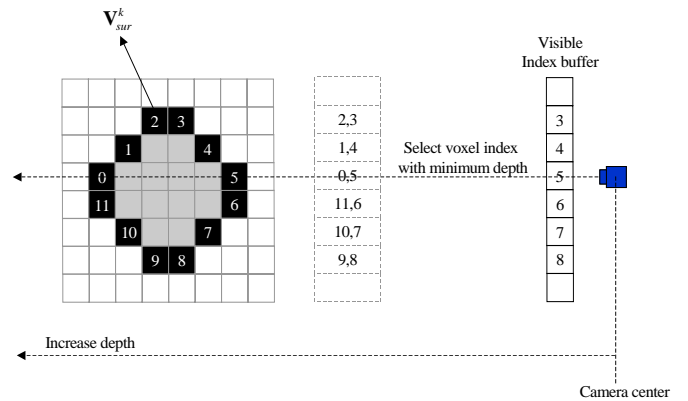 V^k_sur
Visible
Index buffer
2 3
2,3
3
1 4
1,4
Select voxel index
4
0 5
0,5
with minimum depth
5
11 6
11,6
6
10 7
10,7
7
9 8
9,8
8
Increase depth
Camera center